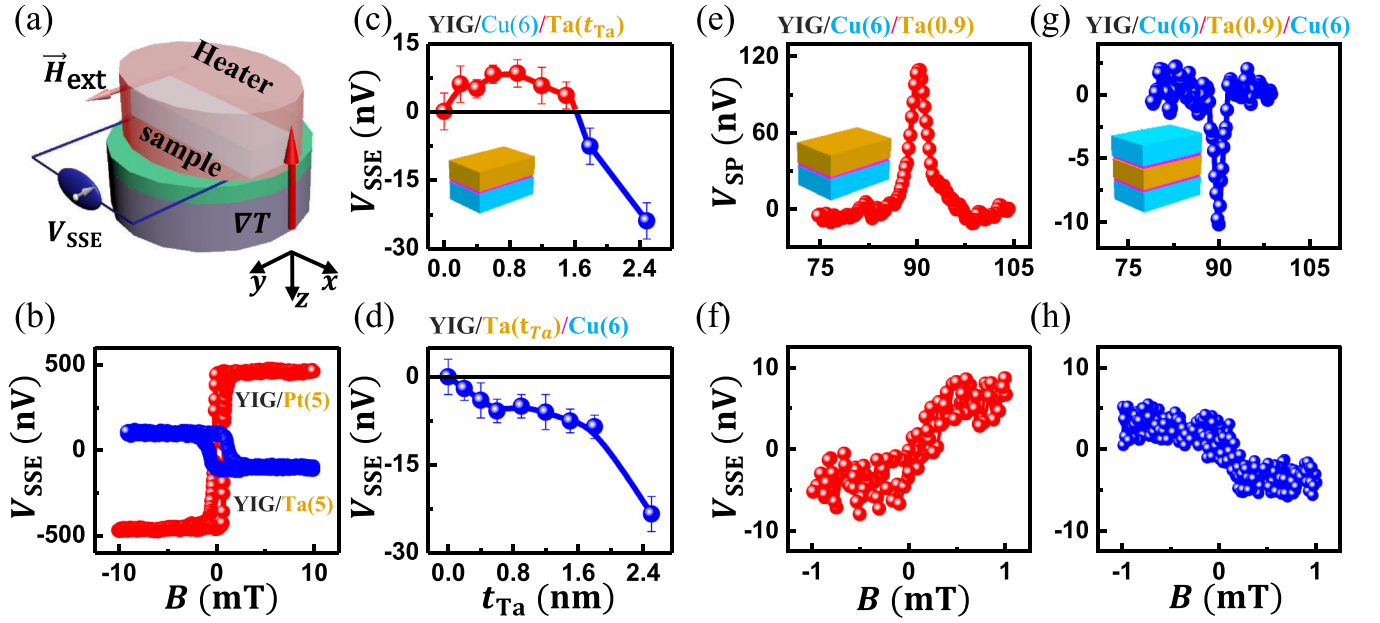 (a)
H⃗ext
Heater
sample
VSSE
∇T
y
x
z
(b)
VSSE (nV)
500
0
-500
YIG/Pt(5)
YIG/Ta(5)
-10
0
10
B (mT)
(c)
YIG/Cu(6)/Ta(tTa)
VSSE (nV)
15
0
-15
-30
0.0
0.8
1.6
2.4
(d)
YIG/Ta(tTa)/Cu(6)
VSSE (nV)
0
-15
-30
0.0
0.8
1.6
2.4
tTa (nm)
(e)
YIG/Cu(6)/Ta(0.9)
VSP (nV)
120
60
0
75
90
105
(f)
VSSE (nV)
10
0
-10
-1
0
1
B (mT)
(g)
YIG/Cu(6)/Ta(0.9)/Cu(6)
0
-5
-10
75
90
105
(h)
10
0
-10
-1
0
1
B (mT)